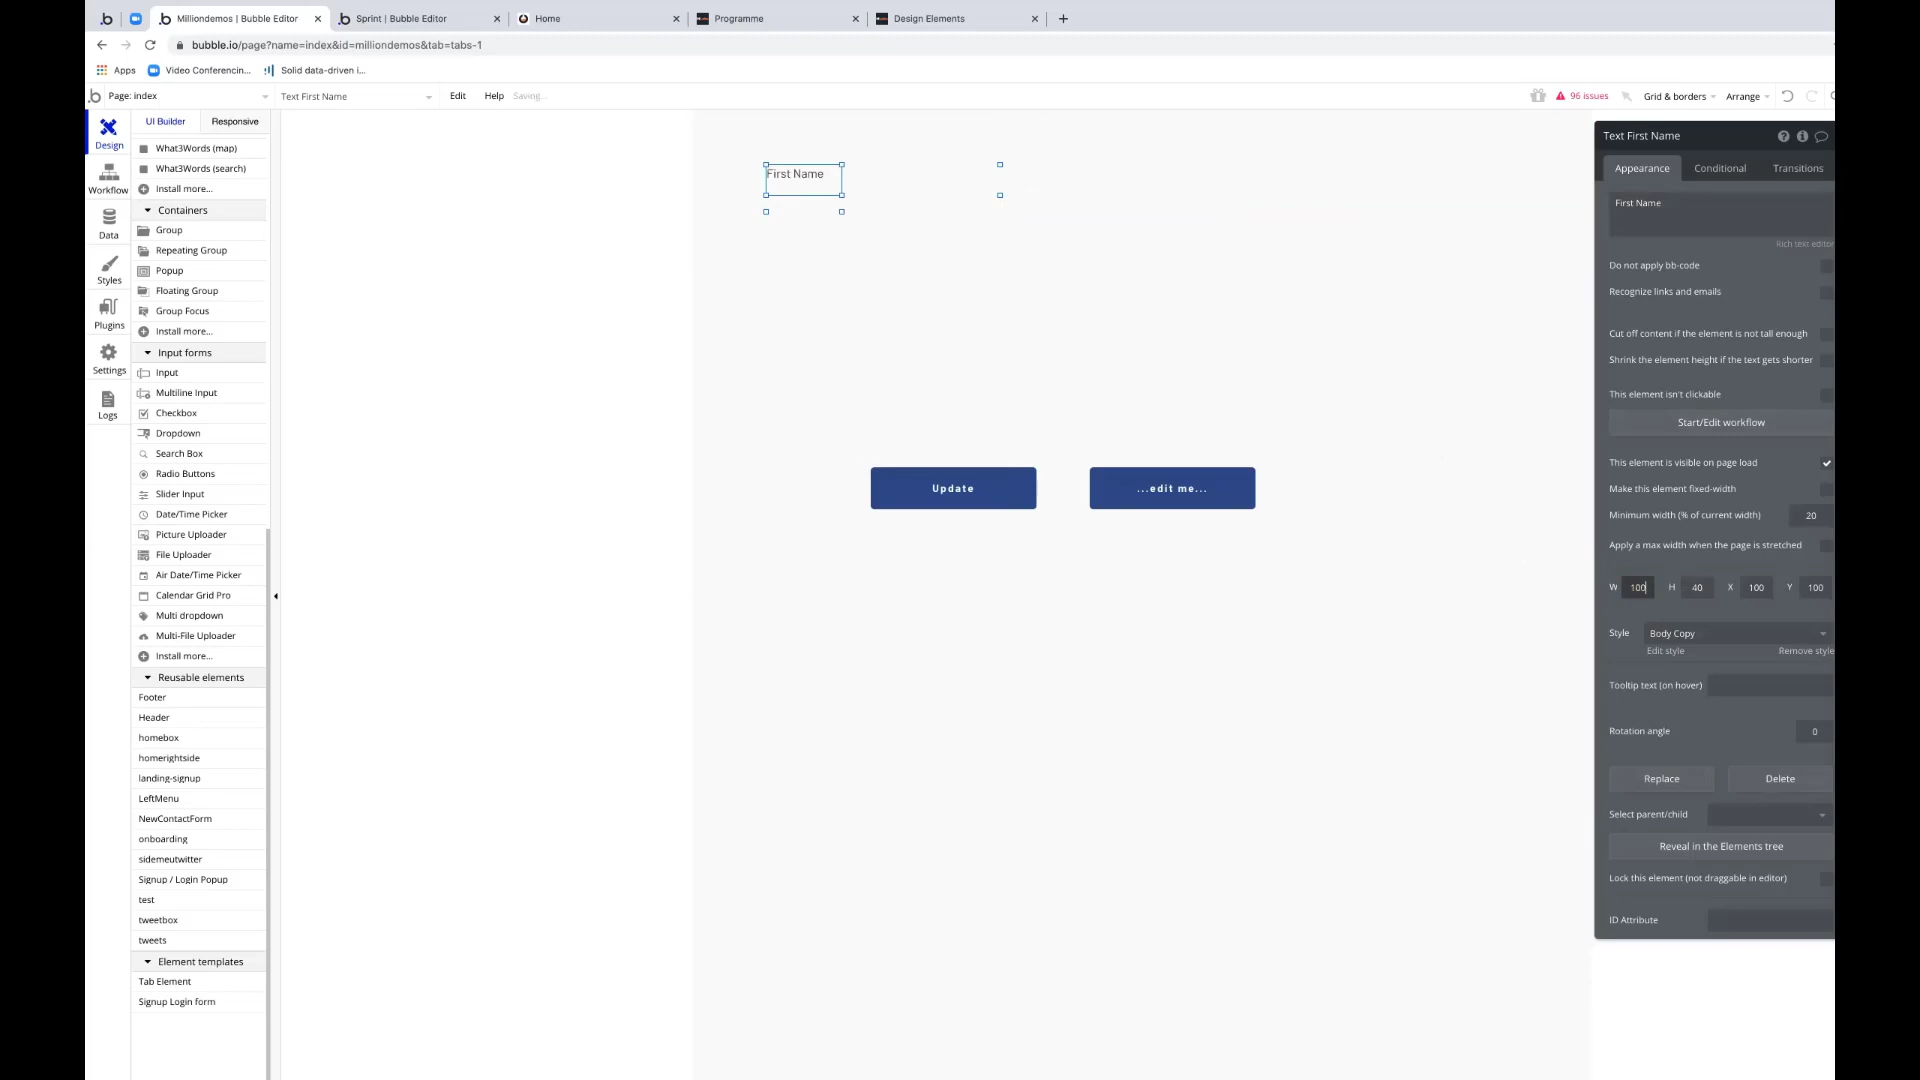 Milliondemos | Bubble Editor
Sprint | Bubble Editor
Home
Programme
Design Elements
bubble.io/page?name=index&id=milliondemos&tab=tabs-1
Apps
Video Conferencin...
Solid data-driven i...
Page: index
Text First Name
Edit
Help
Saving...
96 issues
Grid & borders
Arrange
Design
Workflow
Data
Styles
Plugins
Settings
Logs
UI Builder
Responsive
What3Words (map)
What3Words (search)
Install more...
Containers
Group
Repeating Group
Popup
Floating Group
Group Focus
Install more...
Input forms
Input
Multiline Input
Checkbox
Dropdown
Search Box
Radio Buttons
Slider Input
Date/Time Picker
Picture Uploader
File Uploader
Air Date/Time Picker
Calendar Grid Pro
Multi dropdown
Multi-File Uploader
Install more...
Reusable elements
Footer
Header
homebox
homerightside
landing-signup
LeftMenu
NewContactForm
onboarding
sidemeutwitter
Signup / Login Popup
test
tweetbox
tweets
Element templates
Tab Element
Signup Login form
First Name
Update
...edit me...
Text First Name
Appearance
Conditional
Transitions
First Name
Rich text editor
Do not apply bb-code
Recognize links and emails
Cut off content if the element is not tall enough
Shrink the element height if the text gets shorter
This element isn't clickable
Start/Edit workflow
This element is visible on page load
Make this element fixed-width
Minimum width (% of current width) 20
Apply a max width when the page is stretched
W 100 H 40 X 100 Y 100
Style Body Copy
Edit style Remove style
Tooltip text (on hover)
Rotation angle 0
Replace Delete
Select parent/child
Reveal in the Elements tree
Lock this element (not draggable in editor)
ID Attribute